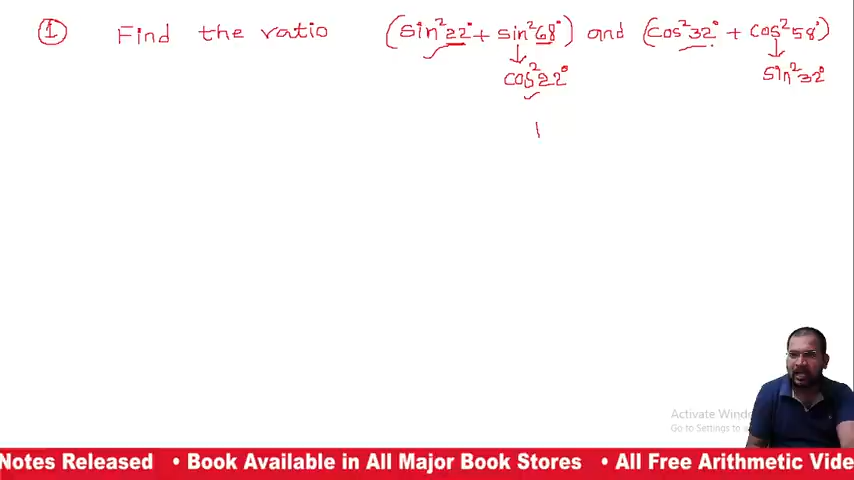 ① Find the ratio (sin²22° + sin²68°) and (cos²32° + cos²58°)
↓ ↓
cos²22° sin²32°
1
Activate Windo
Go to Settings to
Notes Released • Book Available in All Major Book Stores • All Free Arithmetic Vide